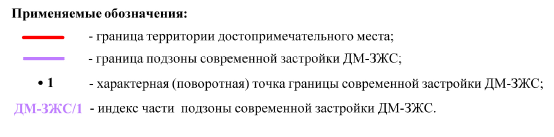 Применяемые обозначения:
- граница территории достопримечательного места;
- граница подзоны современной застройки ДМ-ЗЖС;
• 1 - характерная (поворотная) точка границы современной застройки ДМ-ЗЖС;
ДМ-ЗЖС/1 - индекс части подзоны современной застройки ДМ-ЗЖС.